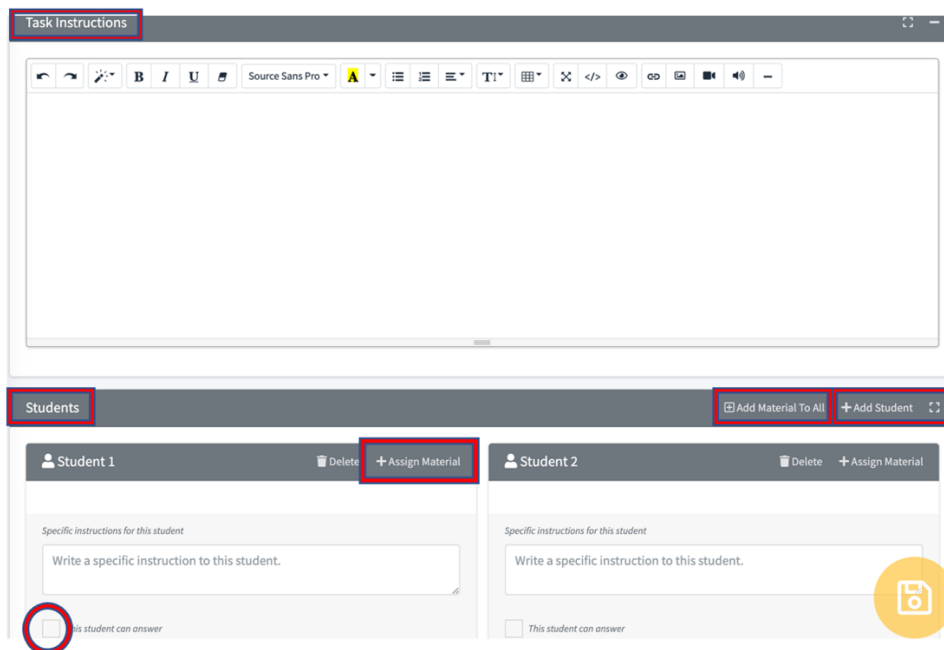 Task Instructions
B I U Source Sans Pro A T </>
Students Add Material To All Add Student
Student 1 Delete Assign Material Student 2 Delete Assign Material
Specific instructions for this student Specific instructions for this student
Write a specific instruction to this student. Write a specific instruction to this student.
This student can answer This student can answer